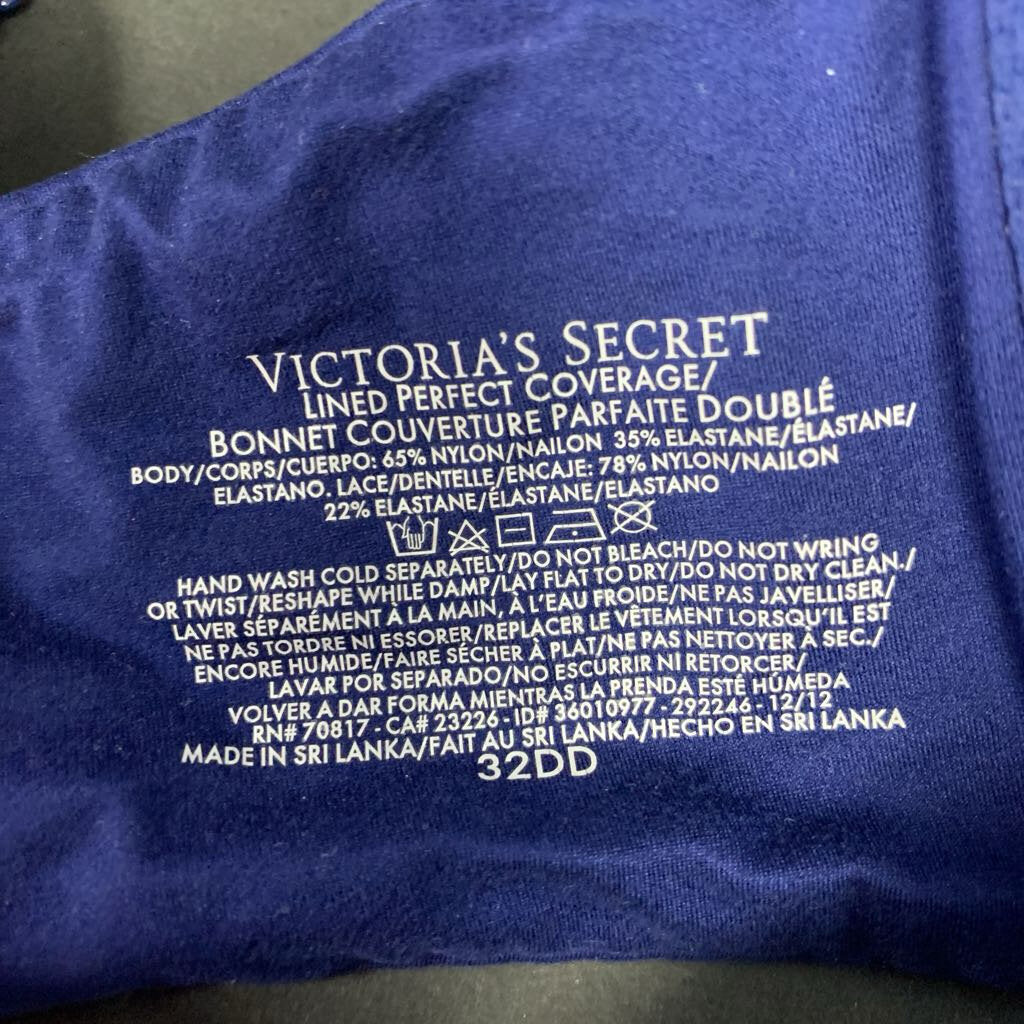 VICTORIA'S SECRET
LINED PERFECT COVERAGE/
BONNET COUVERTURE PARFAITE DOUBLÉ
BODY/CORPS/CUERPO: 65% NYLON/NAILON 35% ELASTANE/ÉLASTANE/
ELASTANO. LACE/DENTELLE/ENCAJE: 78% NYLON/NAILON
22% ELASTANE/ÉLASTANE/ELASTANO
HAND WASH COLD SEPARATELY/DO NOT BLEACH/DO NOT WRING
OR TWIST/RESHAPE WHILE DAMP/LAY FLAT TO DRY/DO NOT DRY CLEAN./
LAVER SÉPARÉMENT À LA MAIN, À L'EAU FROIDE/NE PAS JAVELLISER/
NE PAS TORDRE NI ESSORER/REPLACER LE VÊTEMENT LORSQU'IL EST
ENCORE HUMIDE/FAIRE SÉCHER À PLAT/NE PAS NETTOYER À SEC./
LAVAR POR SEPARADO/NO ESCURRIR NI RETORCER/
VOLVER A DAR FORMA MIENTRAS LA PRENDA ESTÉ HÚMEDA
RN# 70817 - CA# 23226 - ID# 36010977 - 292246 - 12/12
MADE IN SRI LANKA/FAIT AU SRI LANKA/HECHO EN SRI LANKA
32DD